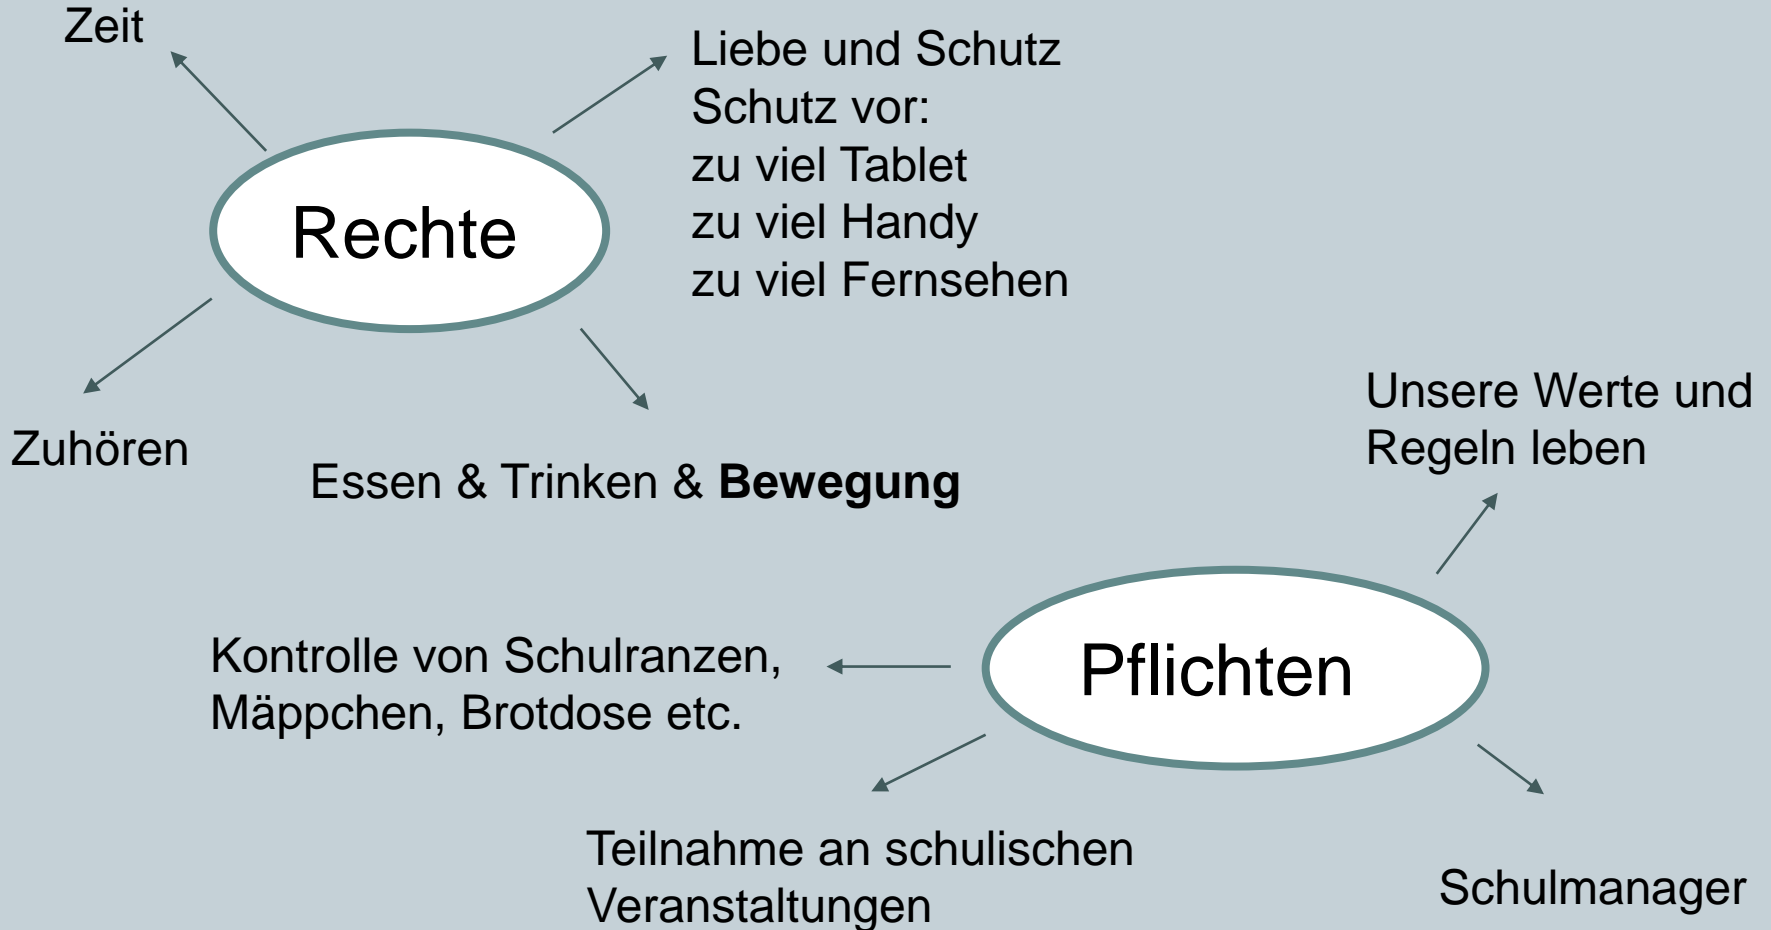 Zeit
Liebe und Schutz
Schutz vor:
zu viel Tablet
zu viel Handy
zu viel Fernsehen
Rechte
Zuhören
Essen & Trinken & Bewegung
Unsere Werte und
Regeln leben
Kontrolle von Schulranzen,
Mäppchen, Brotdose etc.
Pflichten
Teilnahme an schulischen
Veranstaltungen
Schulmanager